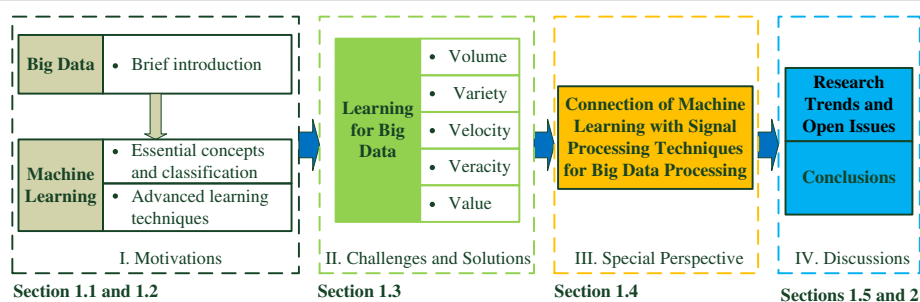 Big Data
• Brief introduction
Machine
Learning
• Essential concepts
and classification
• Advanced learning
techniques
I. Motivations
Section 1.1 and 1.2
Learning
for Big
Data
• Volume
• Variety
• Velocity
• Veracity
• Value
II. Challenges and Solutions
Section 1.3
Connection of Machine
Learning with Signal
Processing Techniques
for Big Data Processing
III. Special Perspective
Section 1.4
Research
Trends and
Open Issues
Conclusions
IV. Discussions
Sections 1.5 and 2